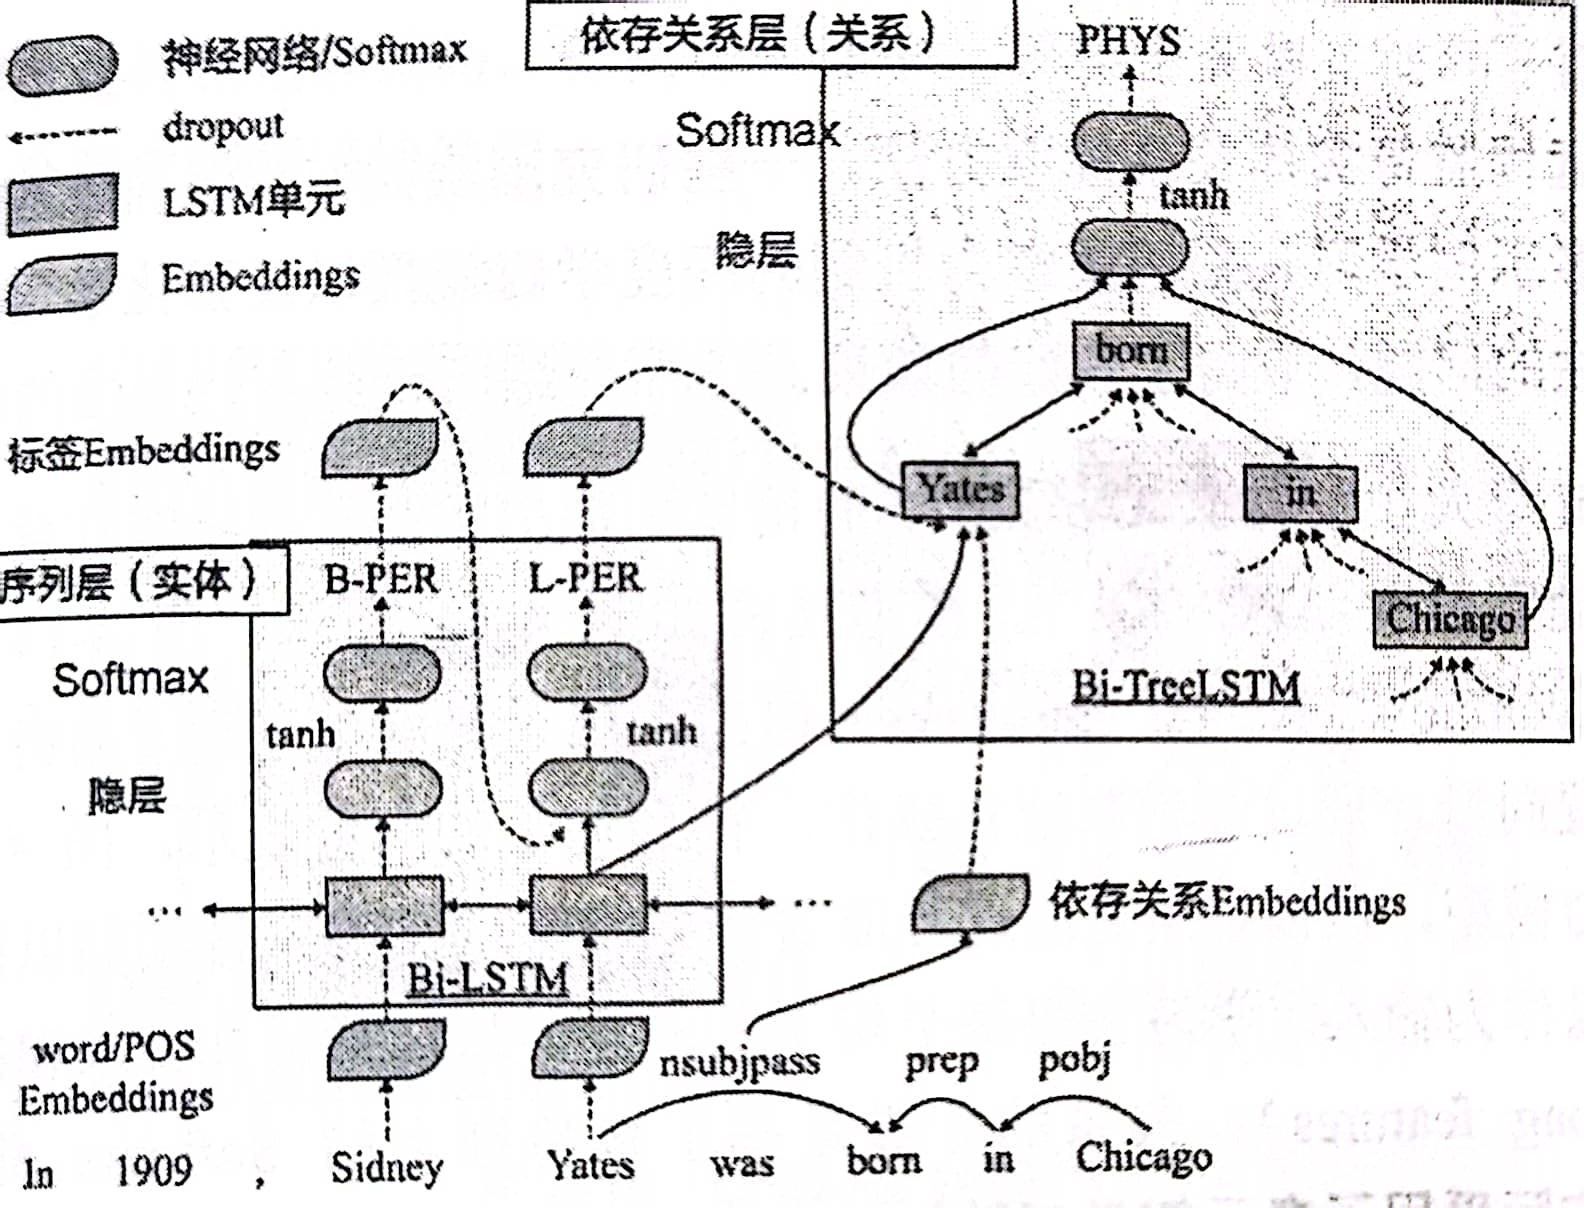 神经网络/Softmax
dropout
LSTM单元
Embeddings
依存关系层（关系）
PHYS
Softmax
tanh
隐层
born
Yates
in
Chicago
Bi-TreeLSTM
标签Embeddings
序列层（实体）
B-PER
L-PER
Softmax
tanh
tanh
隐层
...
...
Bi-LSTM
依存关系Embeddings
word/POS
Embeddings
nsubjpass prep pobj
In 1909 , Sidney Yates was born in Chicago